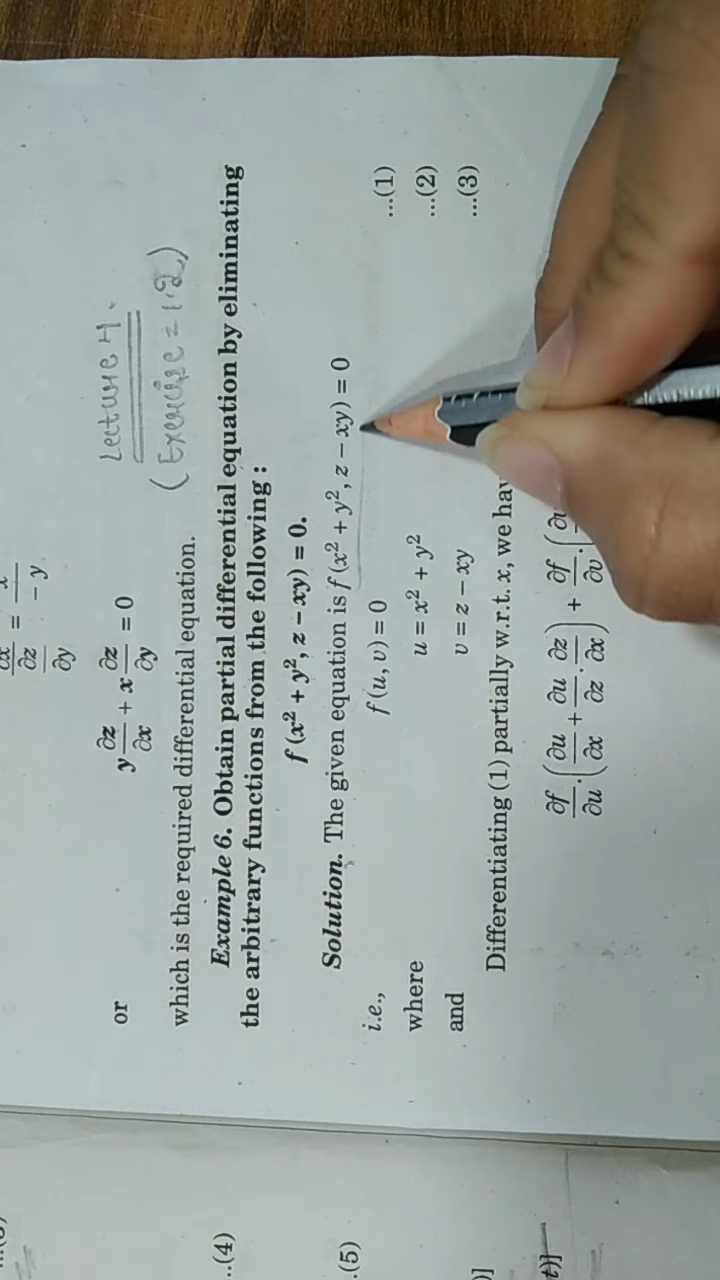 ∂x = x
∂z - y
∂y
or y ∂z/∂x + x ∂z/∂y = 0
Lecture 4.
(Exercise = 1.2)
which is the required differential equation.
Example 6. Obtain partial differential equation by eliminating
the arbitrary functions from the following :
f (x² + y², z – xy) = 0.
Solution. The given equation is f (x² + y², z – xy) = 0
i.e., f (u, v) = 0 ...(1)
where u = x² + y² ...(2)
and v = z – xy ...(3)
Differentiating (1) partially w.r.t. x, we
∂f/∂u . (∂u/∂x + ∂u/∂z . ∂z/∂x) + ∂f/∂v . (
..(4)
.(5)
)]
t)]